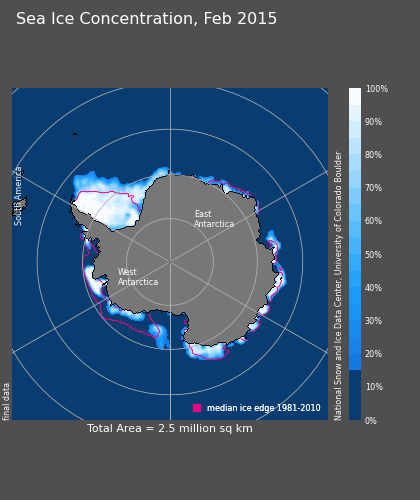 Sea Ice Concentration, Feb 2015
South America
East
Antarctica
West
Antarctica
final data
median ice edge 1981-2010
Total Area = 2.5 million sq km
100%
90%
80%
70%
60%
50%
40%
30%
20%
10%
0%
National Snow and Ice Data Center, University of Colorado Boulder